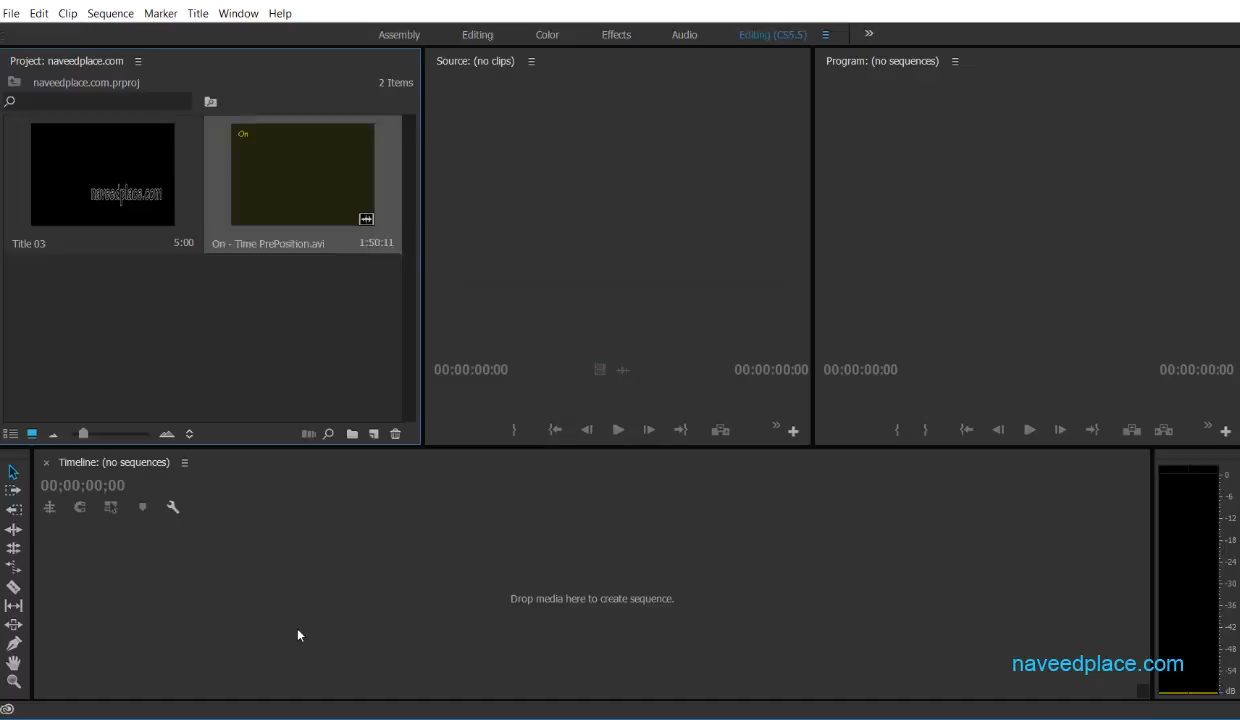 File Edit Clip Sequence Marker Title Window Help
Assembly Editing Color Effects Audio Editing (CS5.5)
Project: naveedplace.com
naveedplace.com.prproj 2 Items
On
naveedplace.com
Title 03 5:00
On - Time PrePosition.avi 1:50:11
Source: (no clips)
00:00:00:00 00:00:00:00
Program: (no sequences)
00:00:00:00 00:00:00:00
Timeline: (no sequences)
00;00;00;00
Drop media here to create sequence.
naveedplace.com
0
-6
-12
-18
-24
-30
-36
-42
-48
-54
dB